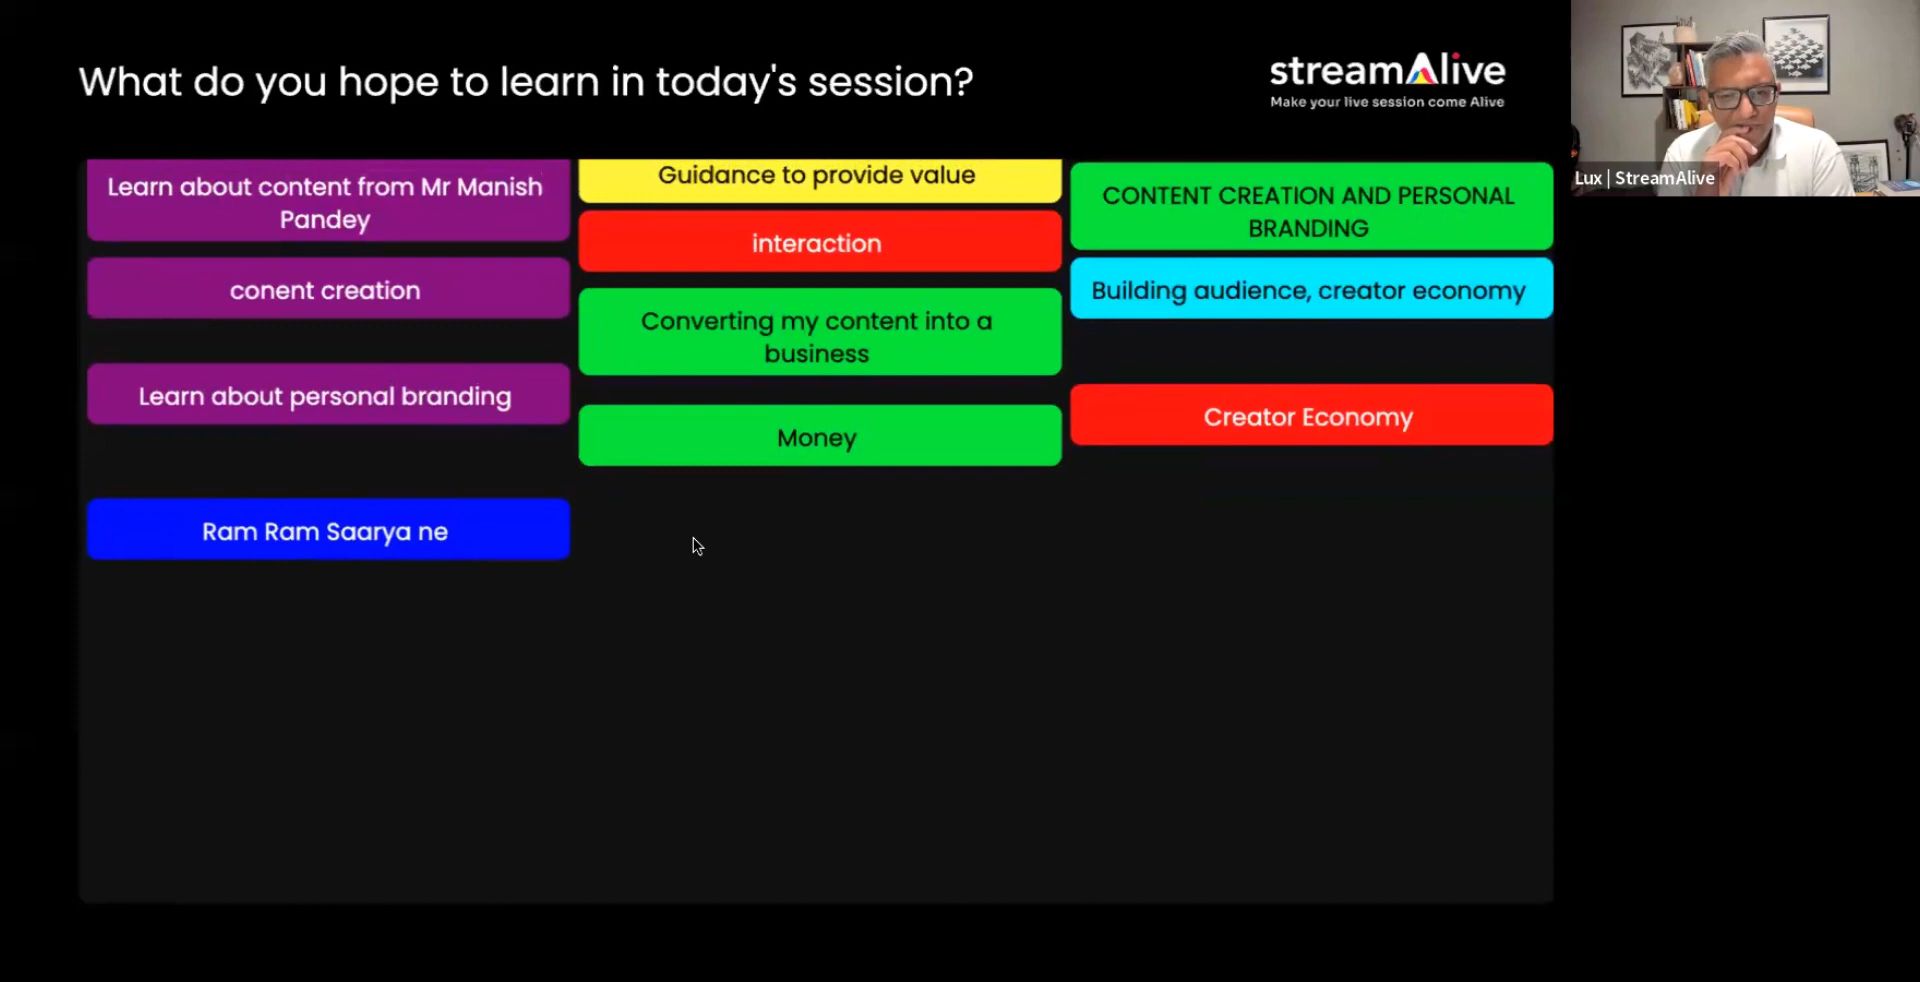 What do you hope to learn in today's session?
streamAlive
Make your live session come Alive
Lux | StreamAlive
Learn about content from Mr Manish
Pandey
conent creation
Learn about personal branding
Ram Ram Saarya ne
Guidance to provide value
interaction
Converting my content into a
business
Money
CONTENT CREATION AND PERSONAL
BRANDING
Building audience, creator economy
Creator Economy